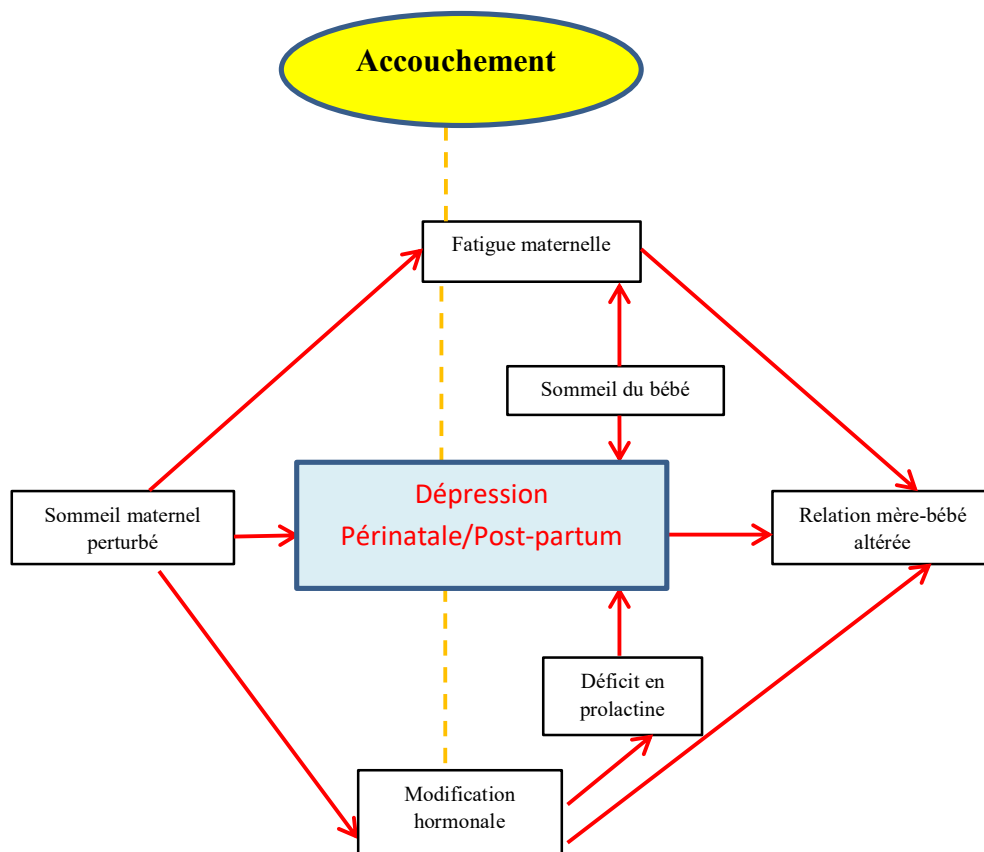 Accouchement
Fatigue maternelle
Sommeil du bébé
Dépression
Périnatale/Post-partum
Sommeil maternel
perturbé
Relation mère-bébé
altérée
Déficit en
prolactine
Modification
hormonale